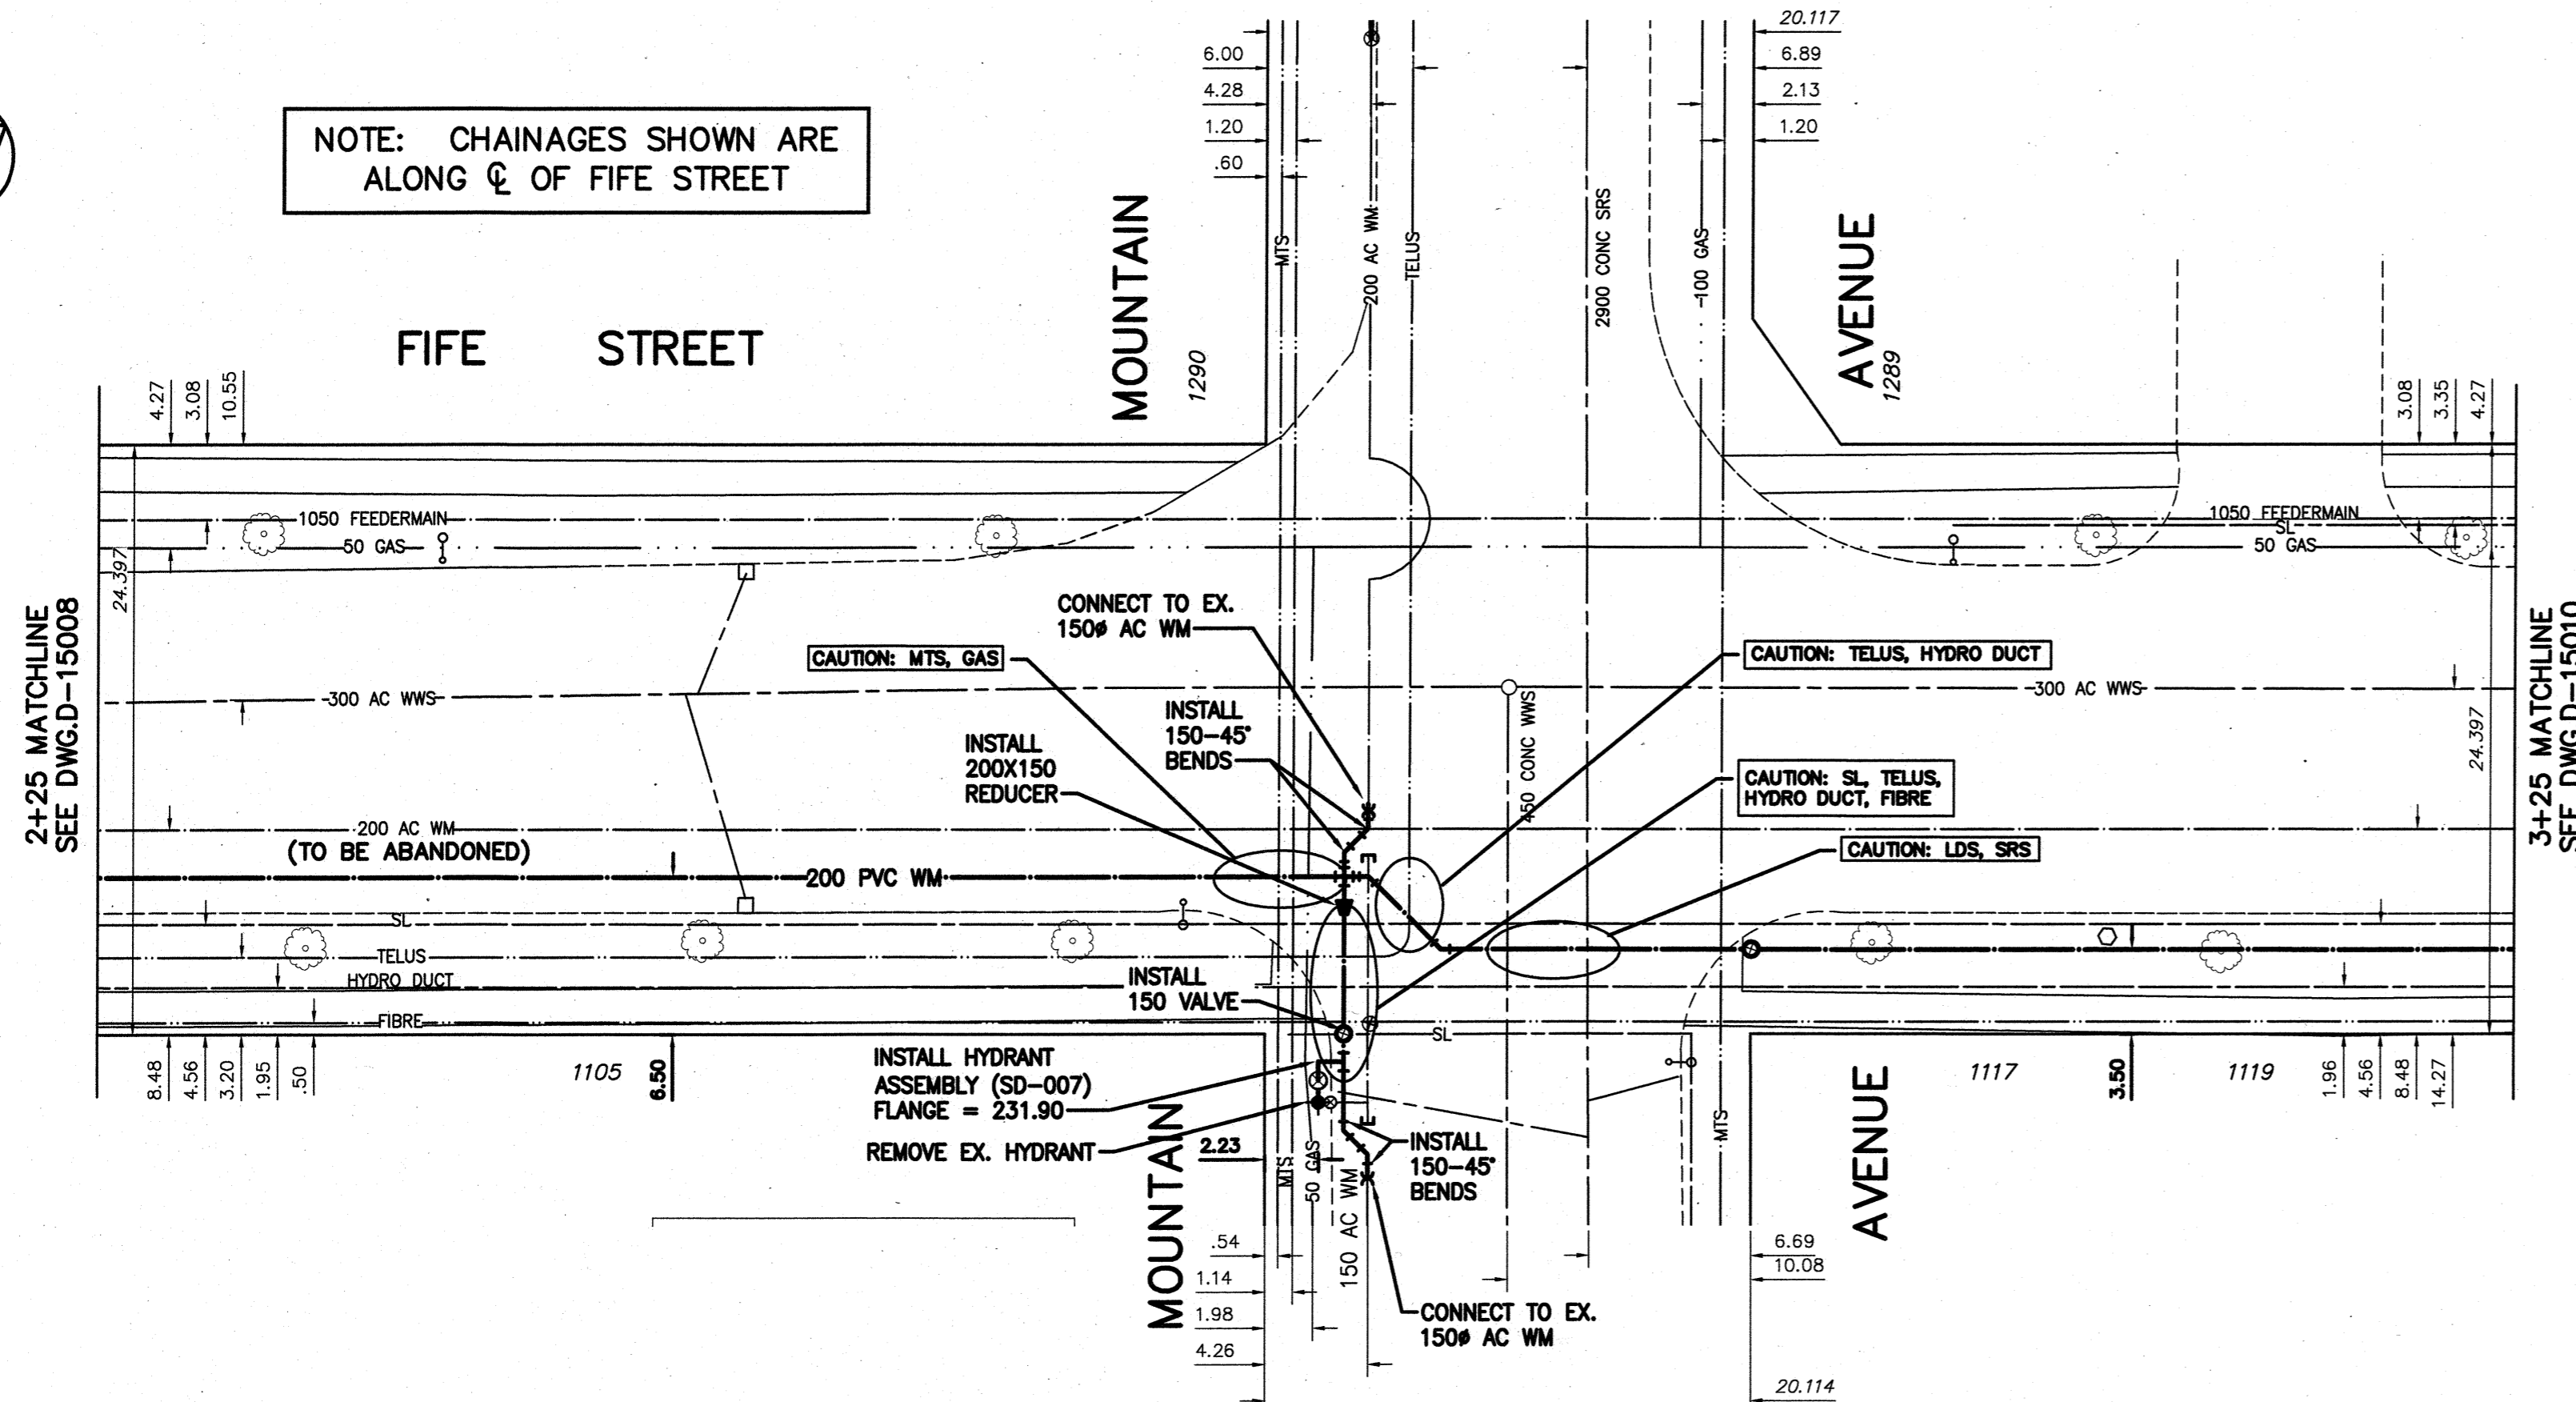 20.117
6.00
6.89
4.28
2.13
1.20
1.20
.60
NOTE: CHAINAGES SHOWN ARE
ALONG ℄ OF FIFE STREET
MTS
200 AC WM
TELUS
2900 CONC SRS
100 GAS
MOUNTAIN
AVENUE
1290
1289
FIFE STREET
4.27
3.08
10.55
3.08
3.35
4.27
1050 FEEDERMAIN
50 GAS
1050 FEEDERMAIN
SL
50 GAS
24.397
24.397
2+25 MATCHLINE
SEE DWG.D-15008
3+25 MATCHLINE
SEE DWG.D-15010
CONNECT TO EX.
150ø AC WM
CAUTION: MTS, GAS
CAUTION: TELUS, HYDRO DUCT
300 AC WWS
300 AC WWS
INSTALL
150-45°
BENDS
INSTALL
200X150
REDUCER
450 CONC WWS
CAUTION: SL, TELUS,
HYDRO DUCT, FIBRE
CAUTION: LDS, SRS
200 AC WM
(TO BE ABANDONED)
200 PVC WM
SL
TELUS
HYDRO DUCT
FIBRE
INSTALL
150 VALVE
SL
8.48
4.56
3.20
1.95
.50
1105
6.50
INSTALL HYDRANT
ASSEMBLY (SD-007)
FLANGE = 231.90
REMOVE EX. HYDRANT
2.23
MOUNTAIN
MTS
50 GAS
150 AC WM
INSTALL
150-45°
BENDS
MTS
AVENUE
1117
3.50
1119
1.96
4.56
8.48
14.27
.54
1.14
1.98
4.26
6.69
10.08
CONNECT TO EX.
150ø AC WM
20.114